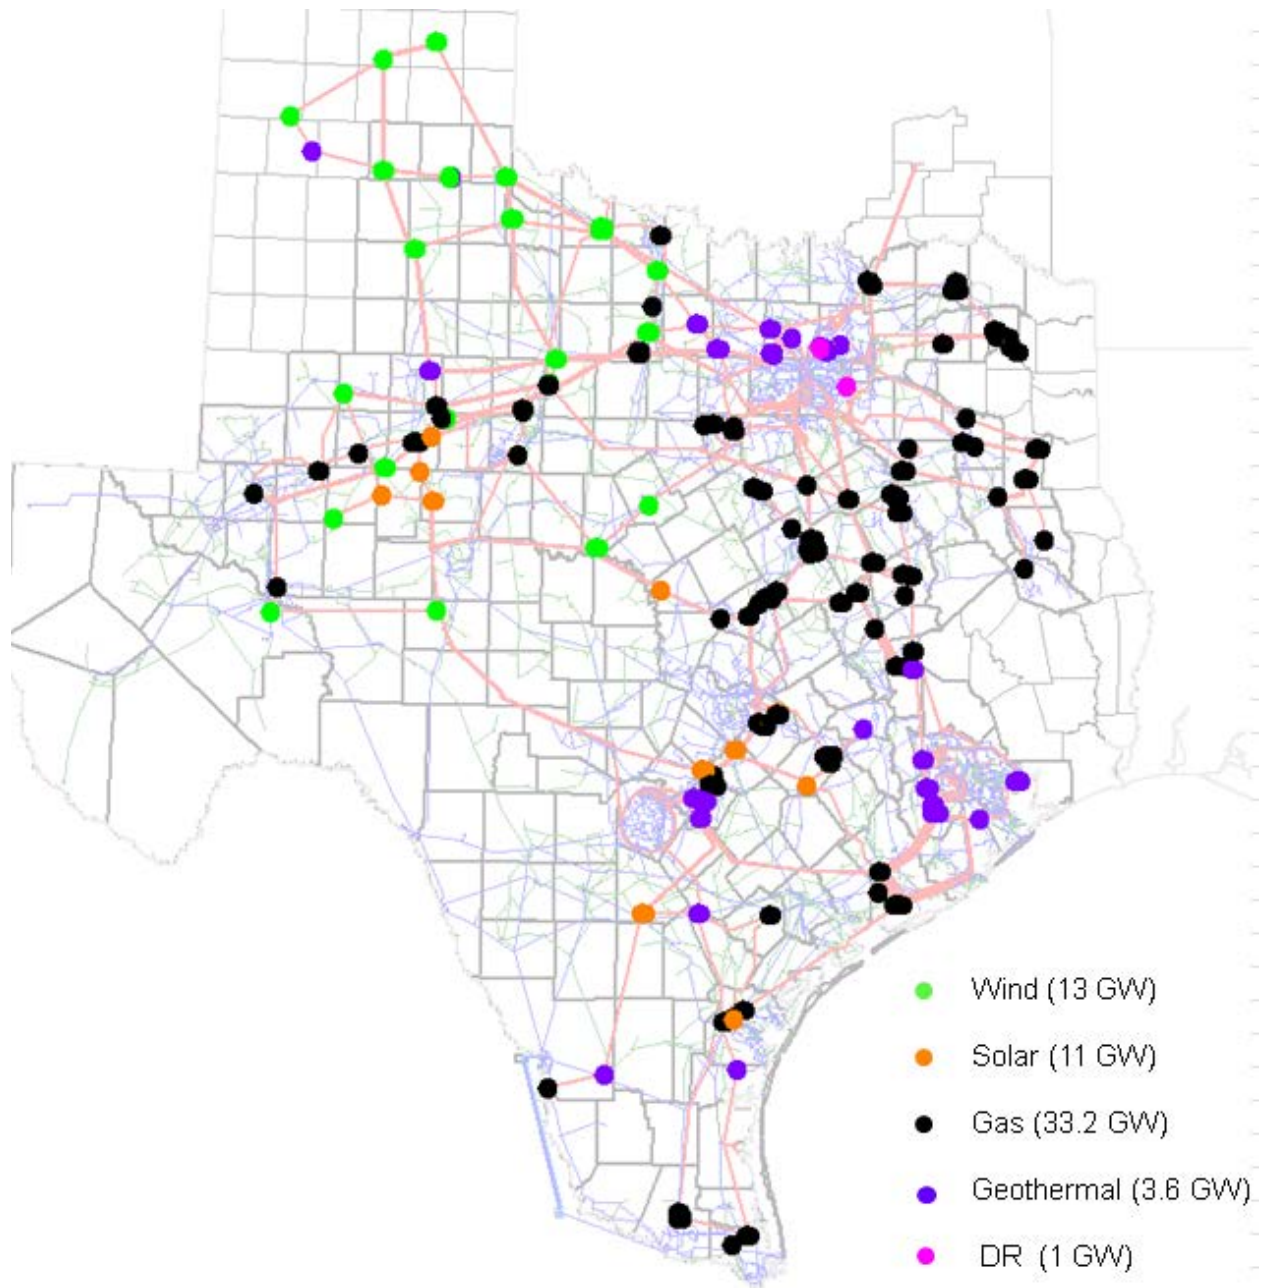 Wind (13 GW)
Solar (11 GW)
Gas (33.2 GW)
Geothermal (3.6 GW)
DR (1 GW)